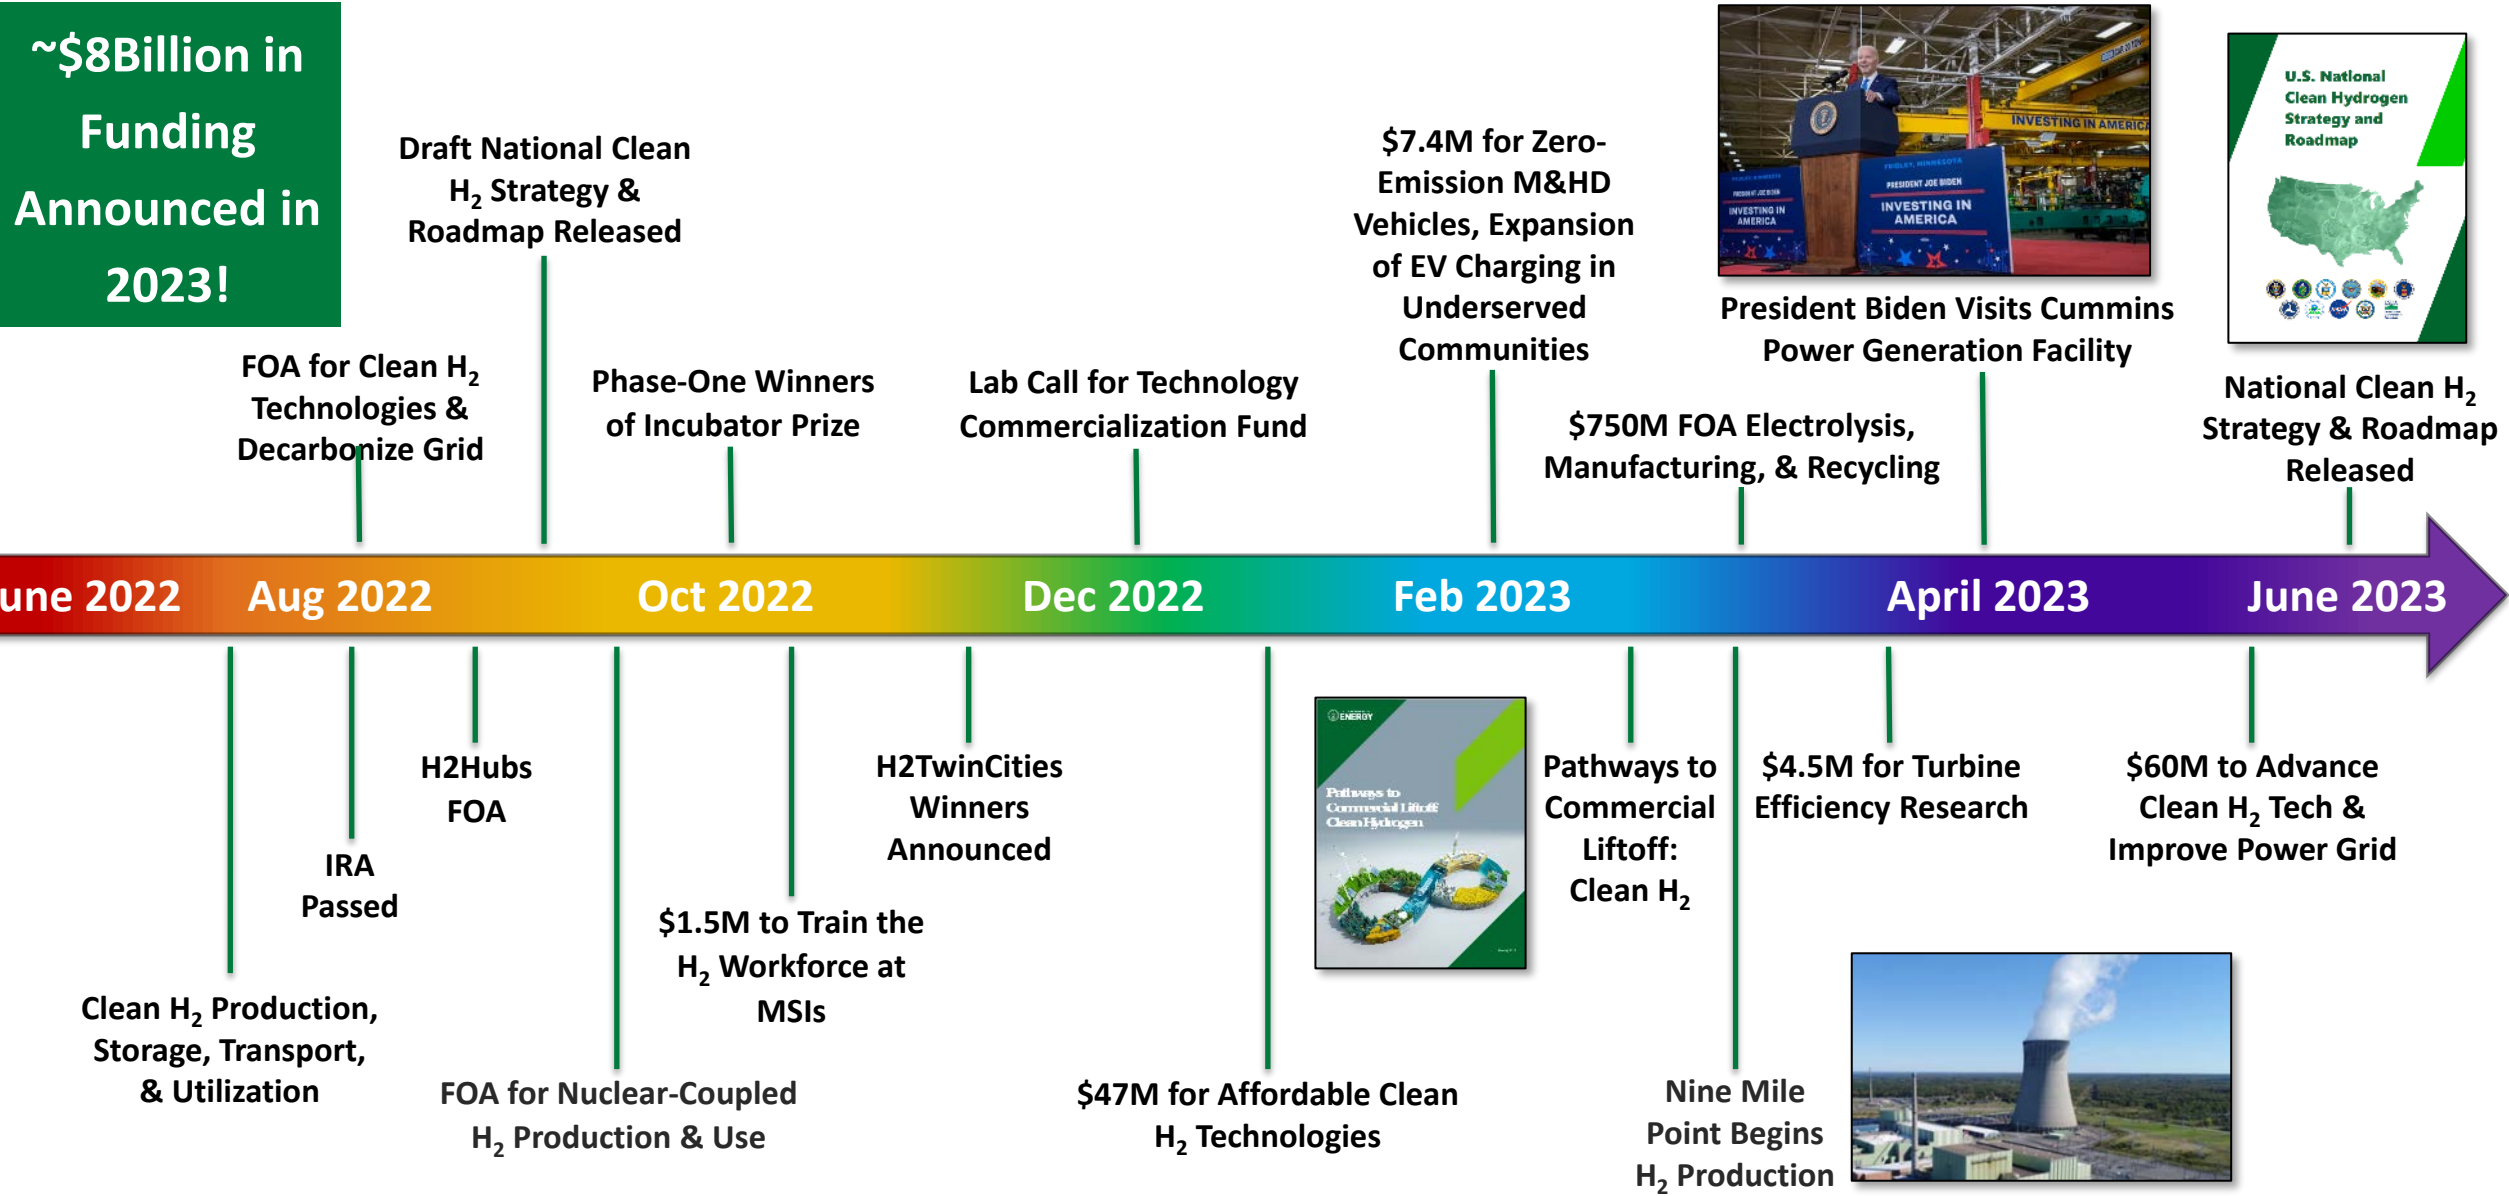 ~$8Billion in
Funding
Announced in
2023!
Draft National Clean
H2 Strategy &
Roadmap Released
FOA for Clean H2
Technologies &
Decarbonize Grid
Phase-One Winners
of Incubator Prize
Lab Call for Technology
Commercialization Fund
$7.4M for Zero-
Emission M&HD
Vehicles, Expansion
of EV Charging in
Underserved
Communities
INVESTING IN AMERICA
FRIDLEY, MINNESOTA
PRESIDENT JOE BIDEN
INVESTING IN
AMERICA
PRESIDENT JOE BIDEN
INVESTING IN
AMERICA
President Biden Visits Cummins
Power Generation Facility
$750M FOA Electrolysis,
Manufacturing, & Recycling
U.S. National
Clean Hydrogen
Strategy and
Roadmap
National Clean H2
Strategy & Roadmap
Released
une 2022
Aug 2022
Oct 2022
Dec 2022
Feb 2023
April 2023
June 2023
Clean H2 Production,
Storage, Transport,
& Utilization
IRA
Passed
H2Hubs
FOA
FOA for Nuclear-Coupled
H2 Production & Use
$1.5M to Train the
H2 Workforce at
MSIs
H2TwinCities
Winners
Announced
$47M for Affordable Clean
H2 Technologies
ENERGY
Pathways to
Commercial Liftoff:
Clean Hydrogen
Pathways to
Commercial
Liftoff:
Clean H2
Nine Mile
Point Begins
H2 Production
$4.5M for Turbine
Efficiency Research
$60M to Advance
Clean H2 Tech &
Improve Power Grid